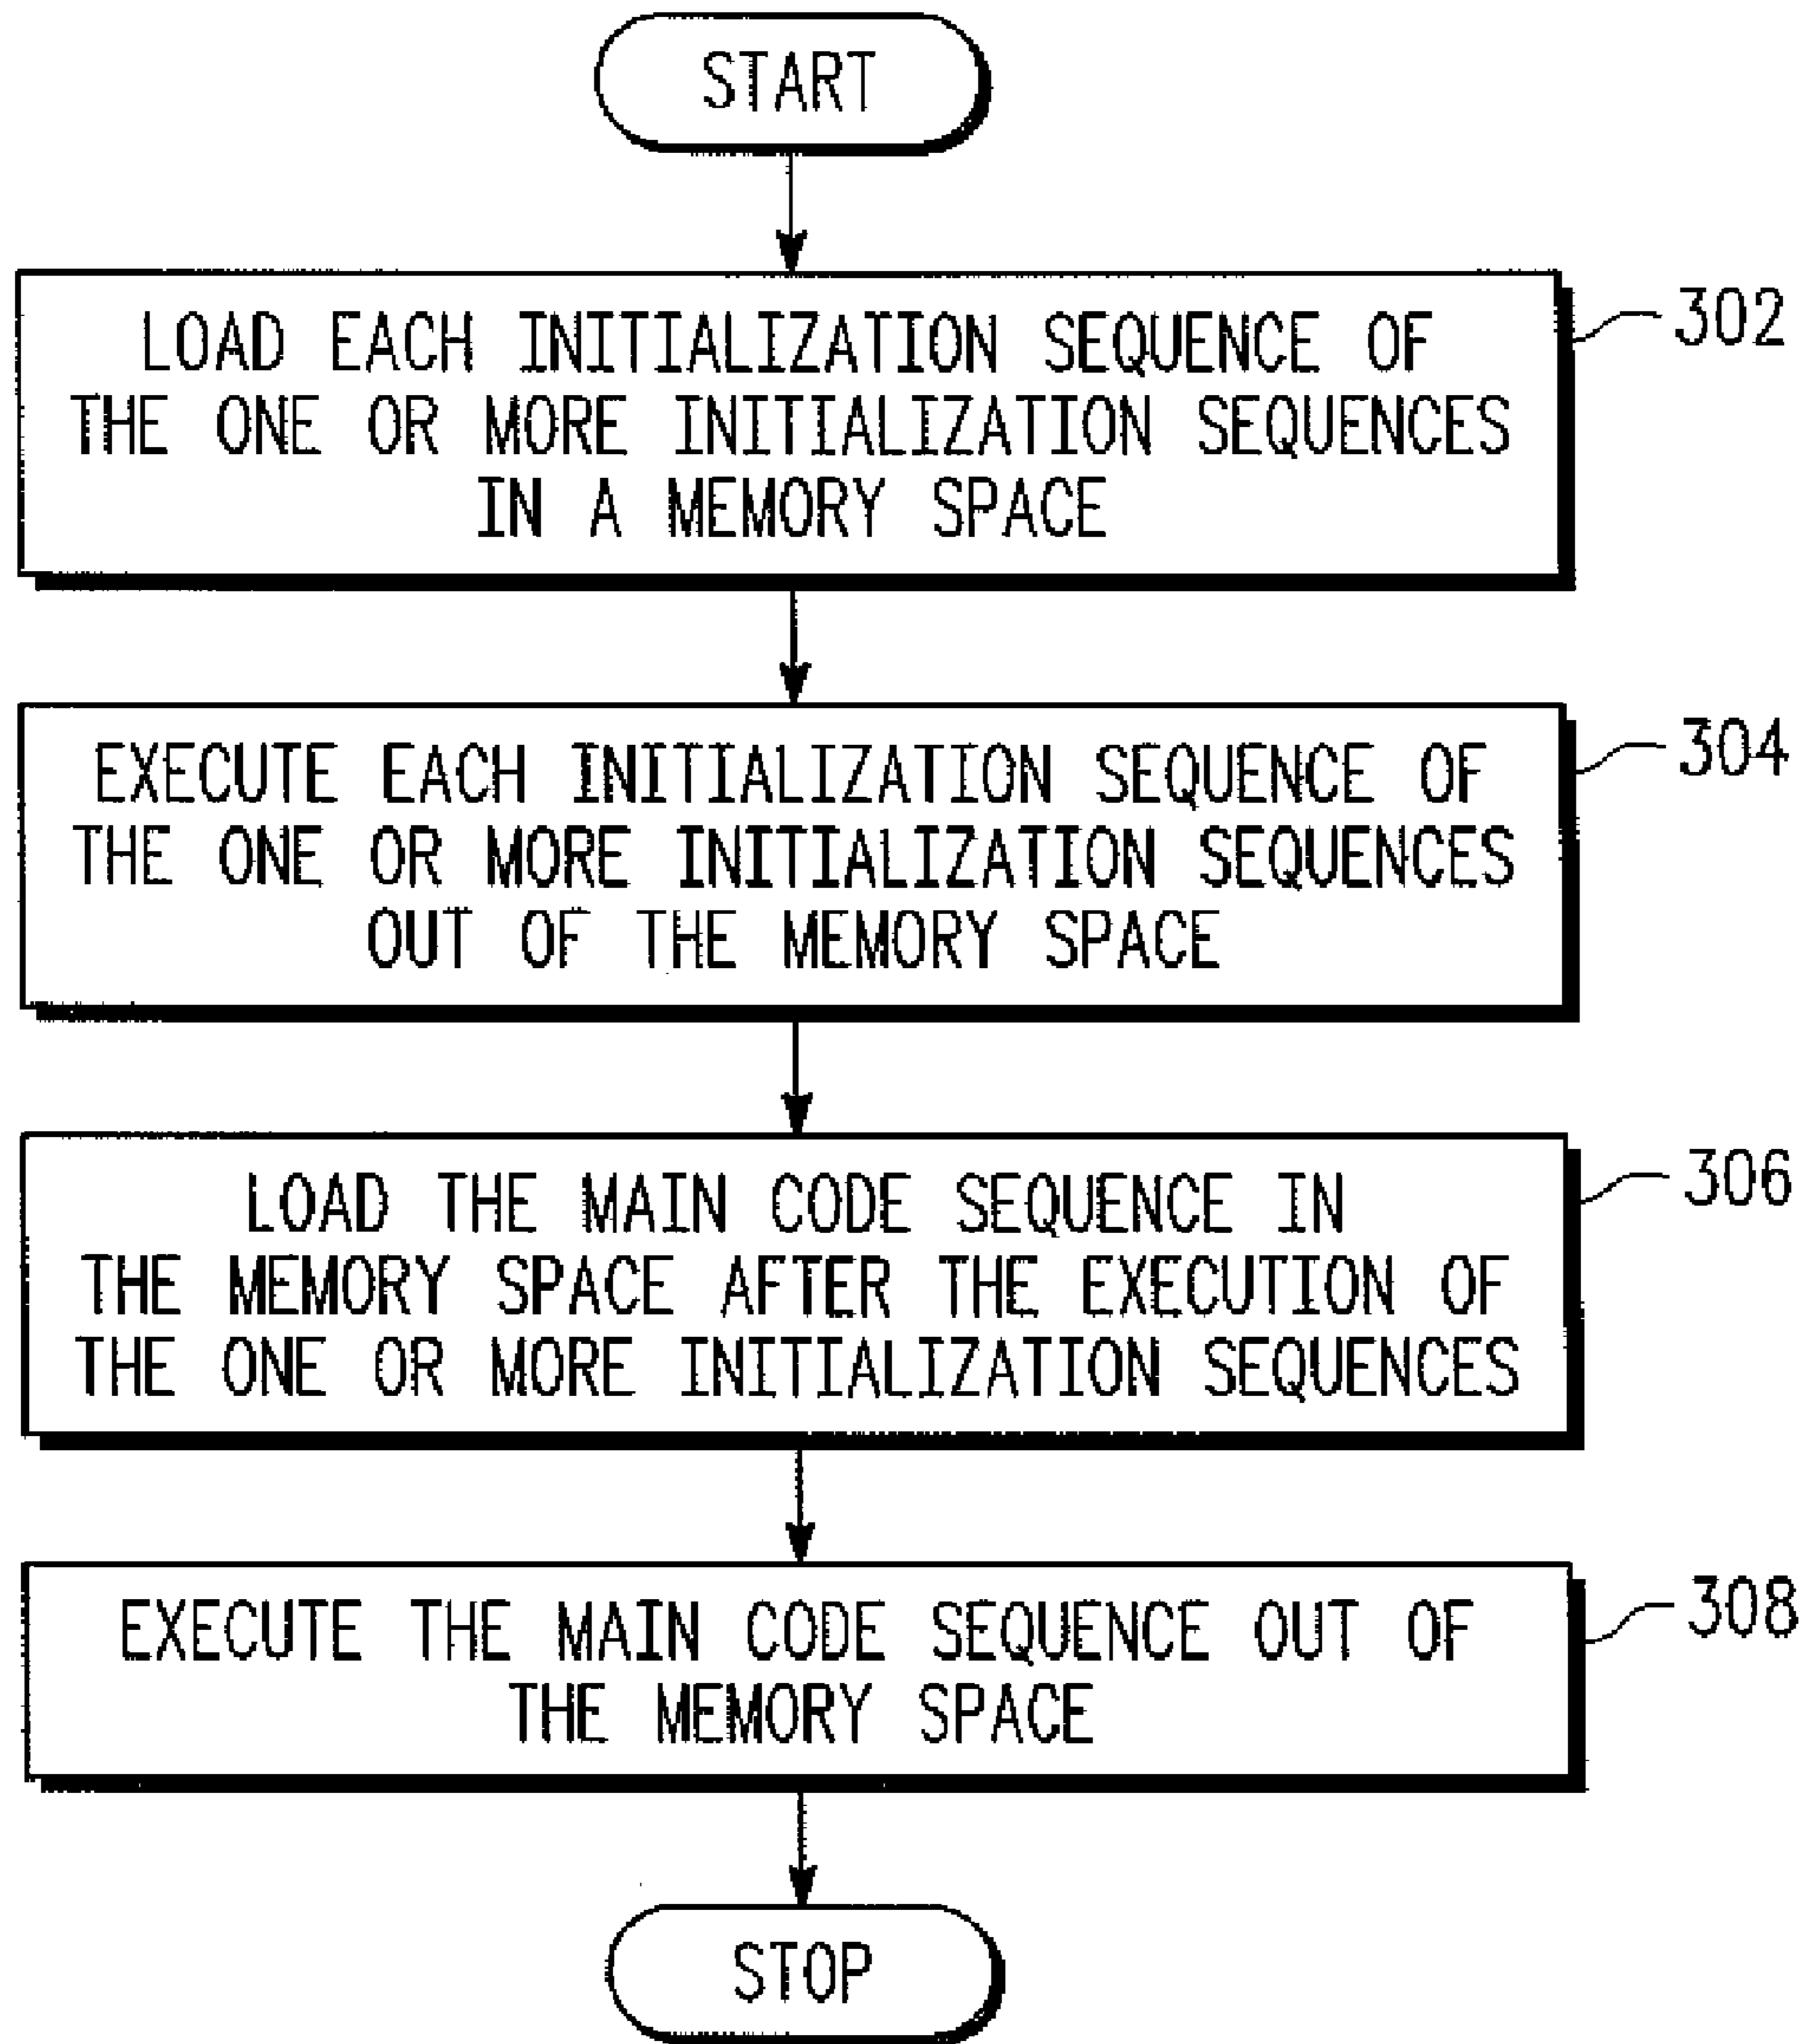 START
LOAD EACH INITIALIZATION SEQUENCE OF
THE ONE OR MORE INITIALIZATION SEQUENCES
IN A MEMORY SPACE
302
EXECUTE EACH INITIALIZATION SEQUENCE OF
THE ONE OR MORE INITIALIZATION SEQUENCES
OUT OF THE MEMORY SPACE
304
LOAD THE MAIN CODE SEQUENCE IN
THE MEMORY SPACE AFTER THE EXECUTION OF
THE ONE OR MORE INITIALIZATION SEQUENCES
306
EXECUTE THE MAIN CODE SEQUENCE OUT OF
THE MEMORY SPACE
308
STOP